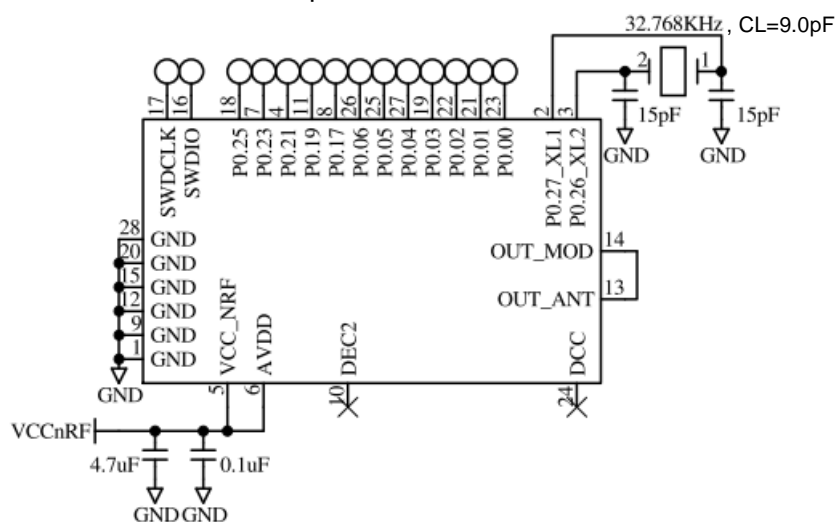 32.768KHz, CL=9.0pF
2 1
15pF 15pF
GND GND
17 16 18 7 4 11 8 26 25 27 19 22 21 23 2 3
SWDCLK SWDIO P0.25 P0.23 P0.21 P0.19 P0.17 P0.06 P0.05 P0.04 P0.03 P0.02 P0.01 P0.00 P0.27_XL1 P0.26_XL2
28 GND
20 GND
15 GND
12 GND
9 GND
1 GND
GND
OUT_MOD 14
OUT_ANT 13
VCC_NRF AVDD DEC2 DCC
5 6 10 24
VCCnRF
4.7uF 0.1uF
GND GND